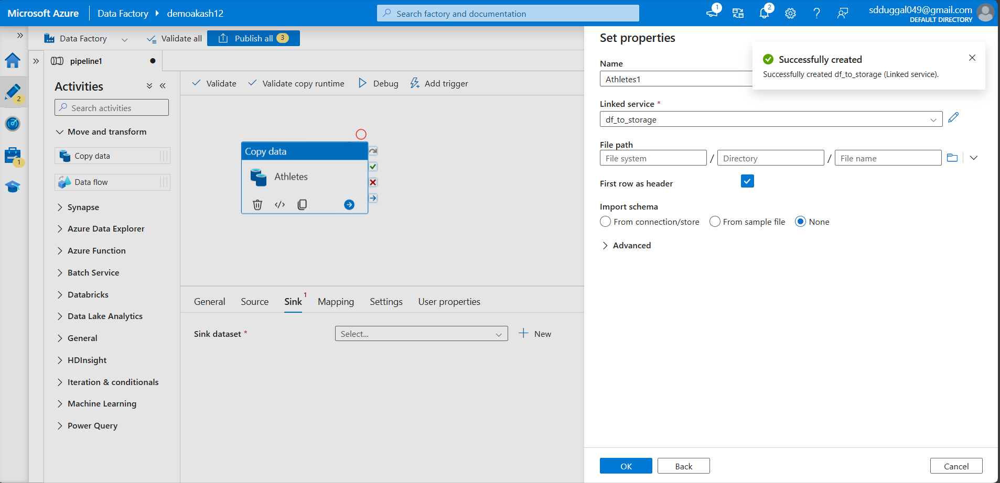 Microsoft Azure
Data Factory
demoakash12
Search factory and documentation
1
2
sdduggal049@gmail.com
DEFAULT DIRECTORY
Data Factory
Validate all
Publish all
3
2
1
pipeline1
Activities
Search activities
Move and transform
Copy data
Data flow
Synapse
Azure Data Explorer
Azure Function
Batch Service
Databricks
Data Lake Analytics
General
HDInsight
Iteration & conditionals
Machine Learning
Power Query
Validate
Validate copy runtime
Debug
Add trigger
Copy data
Athletes
General
Source
Sink
1
Mapping
Settings
User properties
Sink dataset *
Select...
New
Set properties
Successfully created
Successfully created df_to_storage (Linked service).
Name
Athletes1
Linked service *
df_to_storage
File path
File system
/
Directory
/
File name
First row as header
Import schema
From connection/store
From sample file
None
Advanced
OK
Back
Cancel